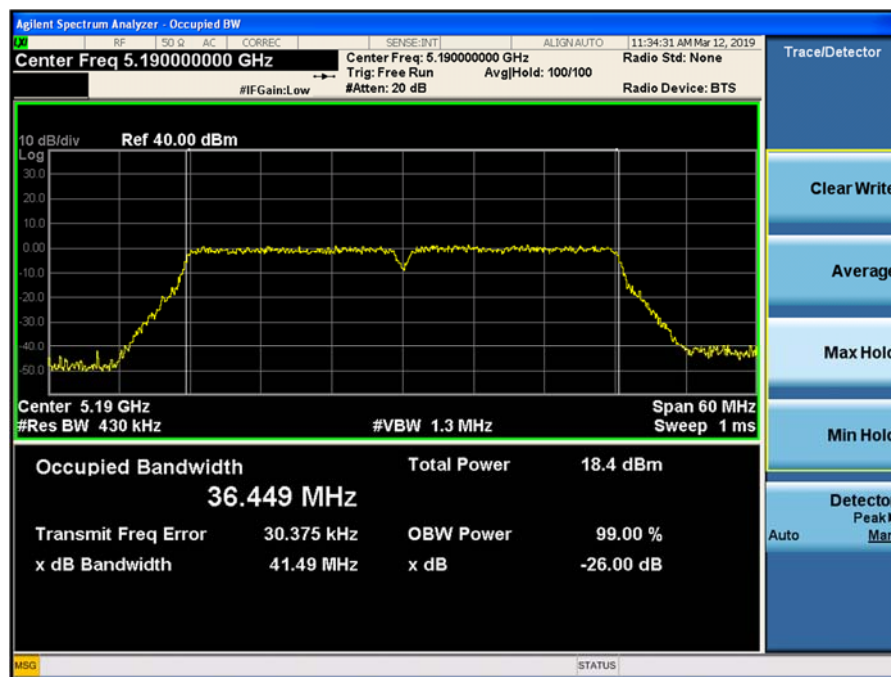 Agilent Spectrum Analyzer - Occupied BW
RF 50 Ω AC CORREC SENSE:INT ALIGNAUTO 11:34:31 AM Mar 12, 2019
Center Freq 5.190000000 GHz
Center Freq: 5.190000000 GHz
Radio Std: None
Trig: Free Run Avg|Hold: 100/100
#IFGain:Low
#Atten: 20 dB
Radio Device: BTS
10 dB/div Ref 40.00 dBm
Log
30.0
20.0
10.0
0.00
-10.0
-20.0
-30.0
-40.0
-50.0
Center 5.19 GHz Span 60 MHz
#Res BW 430 kHz #VBW 1.3 MHz Sweep 1 ms
Occupied Bandwidth Total Power 18.4 dBm
36.449 MHz
Transmit Freq Error 30.375 kHz OBW Power 99.00 %
x dB Bandwidth 41.49 MHz x dB -26.00 dB
MSG STATUS
Trace/Detector
Clear Write
Average
Max Hold
Min Hold
Detector
Peak
Auto Man